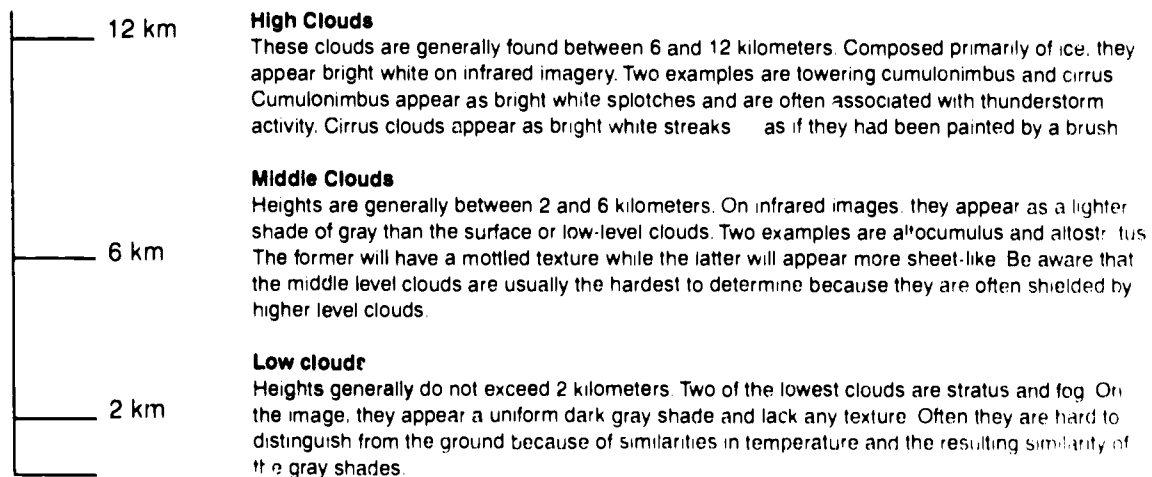 12 km
High Clouds
These clouds are generally found between 6 and 12 kilometers. Composed primarily of ice, they
appear bright white on infrared imagery. Two examples are towering cumulonimbus and cirrus
Cumulonimbus appear as bright white splotches and are often associated with thunderstorm
activity. Cirrus clouds appear as bright white streaks as if they had been painted by a brush
Middle Clouds
Heights are generally between 2 and 6 kilometers. On infrared images, they appear as a lighter
shade of gray than the surface or low-level clouds. Two examples are altocumulus and altostratus
6 km
The former will have a mottled texture while the latter will appear more sheet-like Be aware that
the middle level clouds are usually the hardest to determine because they are often shielded by
higher level clouds.
Low clouds
Heights generally do not exceed 2 kilometers. Two of the lowest clouds are stratus and fog On
2 km
the image, they appear a uniform dark gray shade and lack any texture Often they are hard to
distinguish from the ground because of similarities in temperature and the resulting similarity of
the gray shades.